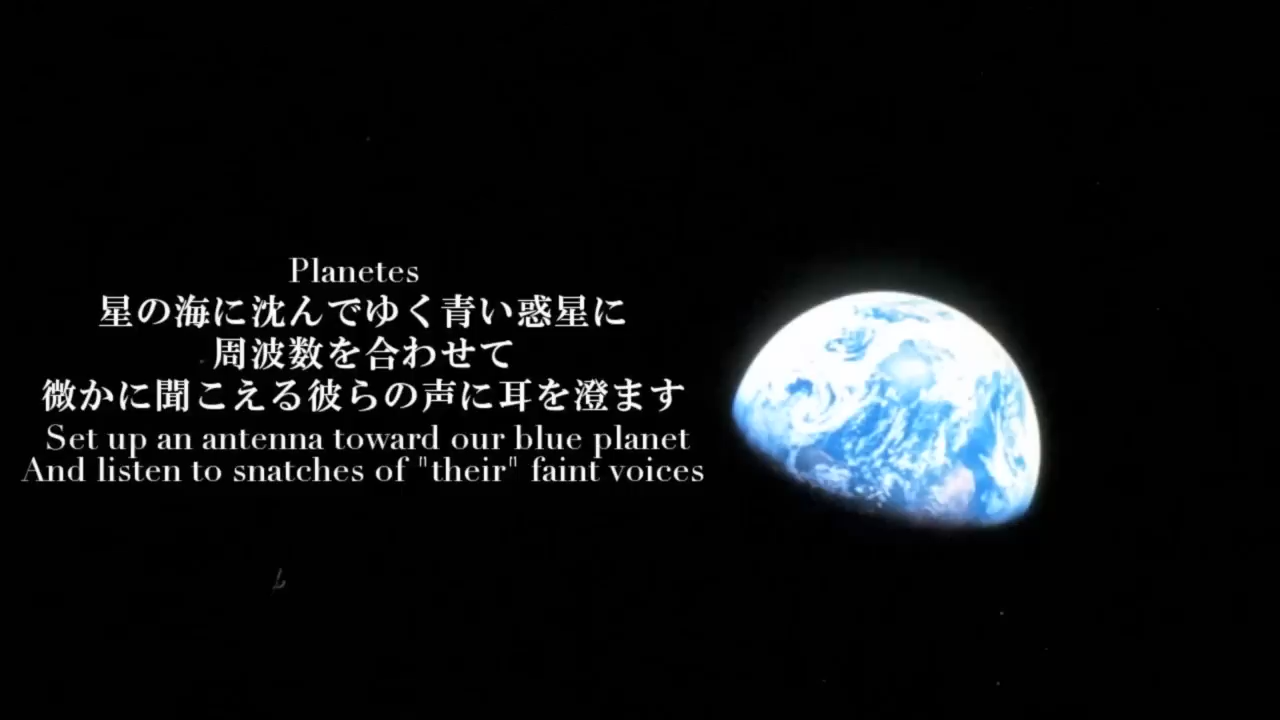 Planetes
星の海に沈んでゆく青い惑星に
周波数を合わせて
微かに聞こえる彼らの声に耳を澄ます
Set up an antenna toward our blue planet
And listen to snatches of "their" faint voices